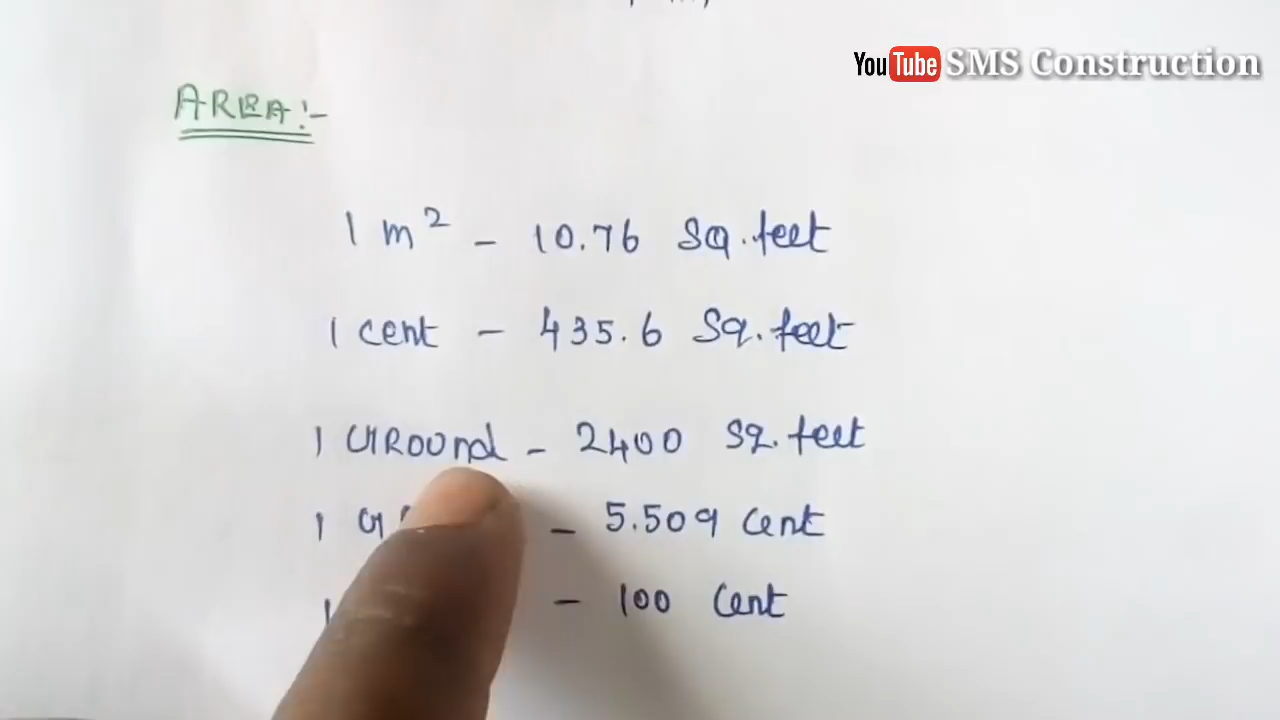 YouTube SMS Construction
AREA:-
1 m² - 10.76 SQ.feet
1 cent - 435.6 Sq.feet
1 GROUnd - 2400 Sq.feet
1 - 5.509 Cent
1 - 100 Cent